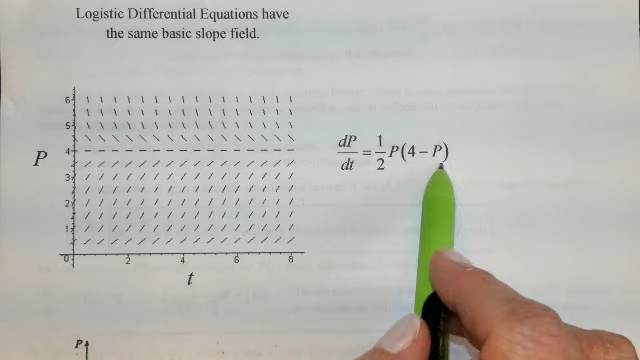 Logistic Differential Equations have
the same basic slope field.
6
5
4
3
2
1
0
2
4
6
8
P
t
dP/dt = 1/2 P(4 − P)
P